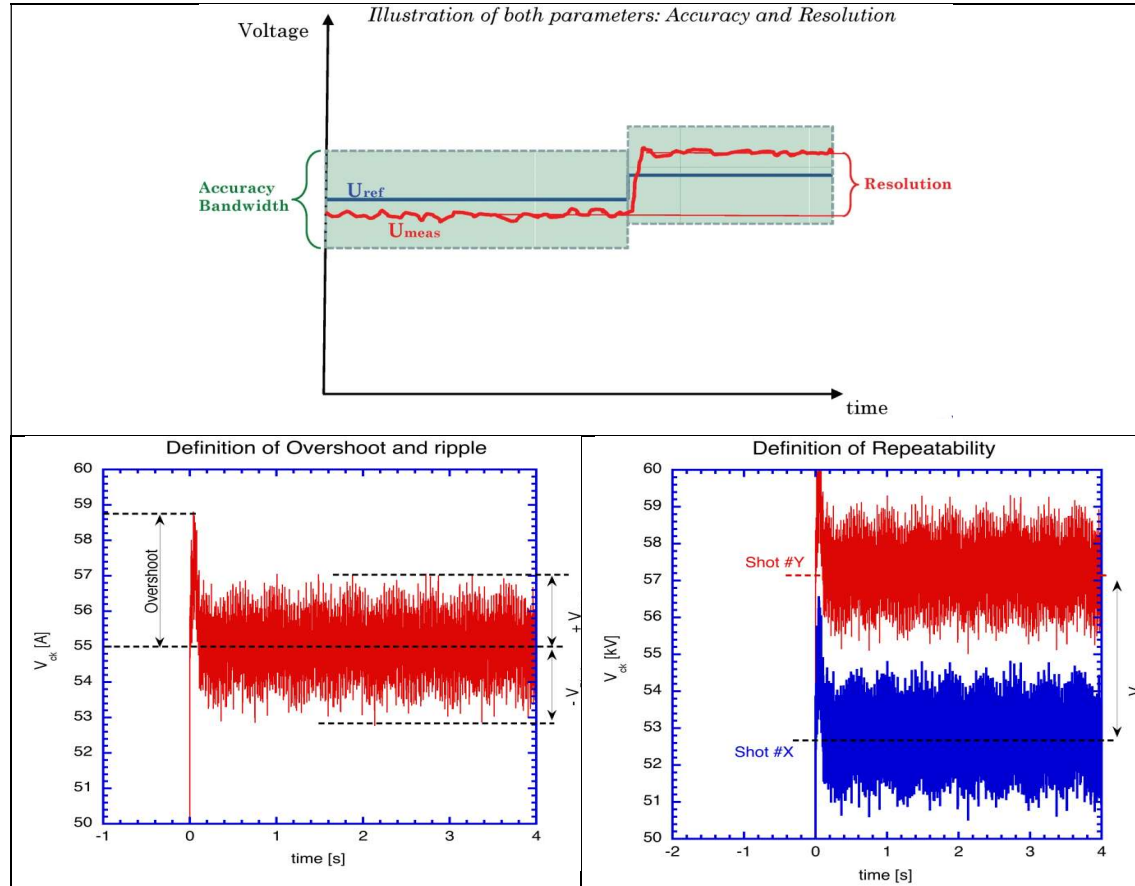 Illustration of both parameters: Accuracy and Resolution
Voltage
Accuracy
Bandwidth
Uref
Umeas
Resolution
time
Definition of Overshoot and ripple
60
59
58
57
56
55
54
53
52
51
50
-1
0
1
2
3
4
Vck [A]
time [s]
Overshoot
+ V
- V
Definition of Repeatability
60
59
58
57
56
55
54
53
52
51
50
-2
-1
0
1
2
3
4
Vck [kV]
time [s]
Shot #Y
Shot #X
V